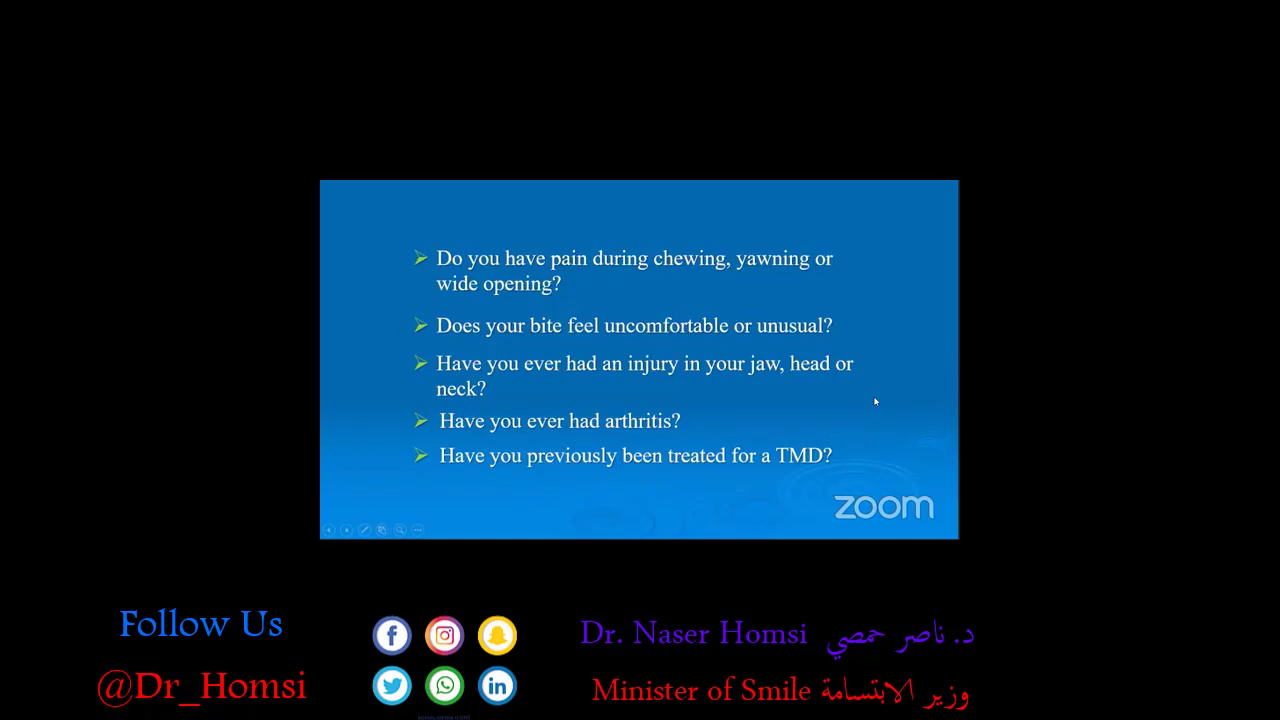 Do you have pain during chewing, yawning or
wide opening?
Does your bite feel uncomfortable or unusual?
Have you ever had an injury in your jaw, head or
neck?
Have you ever had arthritis?
Have you previously been treated for a TMD?
zoom
Follow Us
@Dr_Homsi
Dr. Naser Homsi د. ناصر حمصي
Minister of Smile وزير الابتسامة